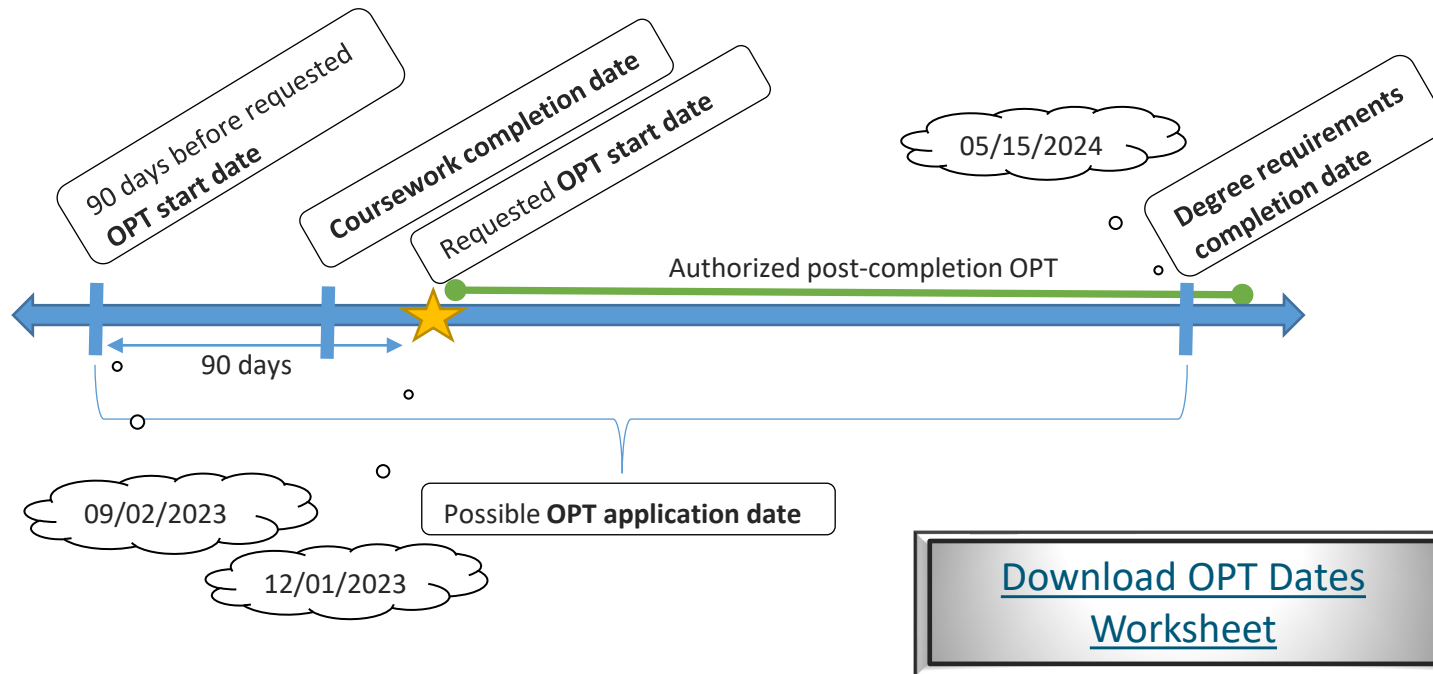 90 days before requested
OPT start date
Coursework completion date
Requested OPT start date
05/15/2024
Degree requirements
completion date
Authorized post-completion OPT
90 days
09/02/2023
12/01/2023
Possible OPT application date
Download OPT Dates
Worksheet